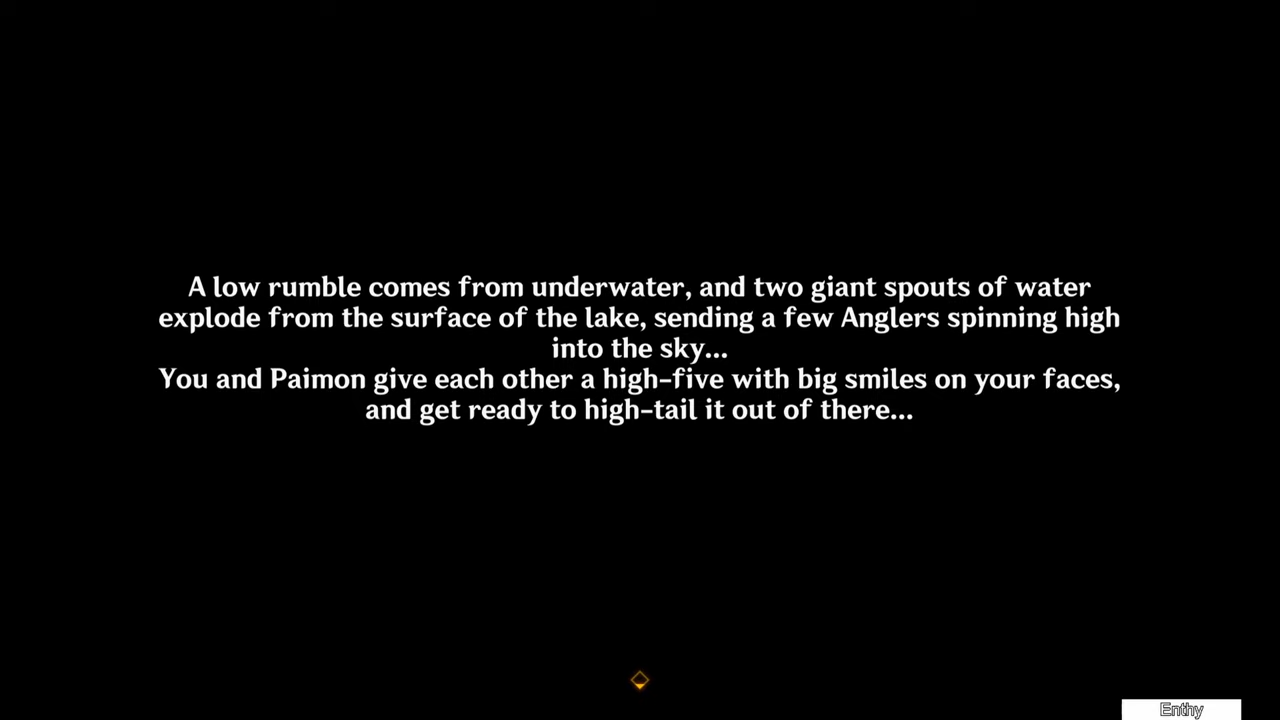 A low rumble comes from underwater, and two giant spouts of water
explode from the surface of the lake, sending a few Anglers spinning high
into the sky...
You and Paimon give each other a high-five with big smiles on your faces,
and get ready to high-tail it out of there...
Enthy